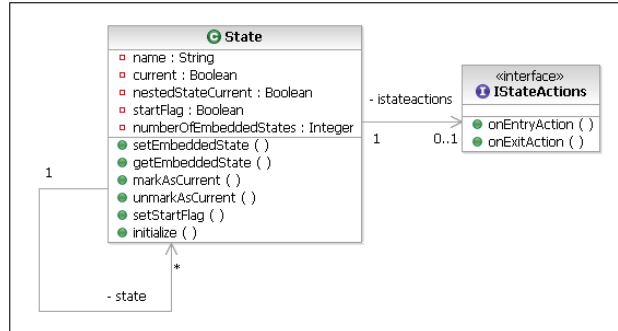 C State
name : String
current : Boolean
nestedStateCurrent : Boolean
startFlag : Boolean
numberOfEmbeddedStates : Integer
setEmbeddedState ( )
getEmbeddedState ( )
markAsCurrent ( )
unmarkAsCurrent ( )
setStartFlag ( )
initialize ( )
- istateactions
1
0..1
«interface»
I IStateActions
onEntryAction ( )
onExitAction ( )
1
*
- state